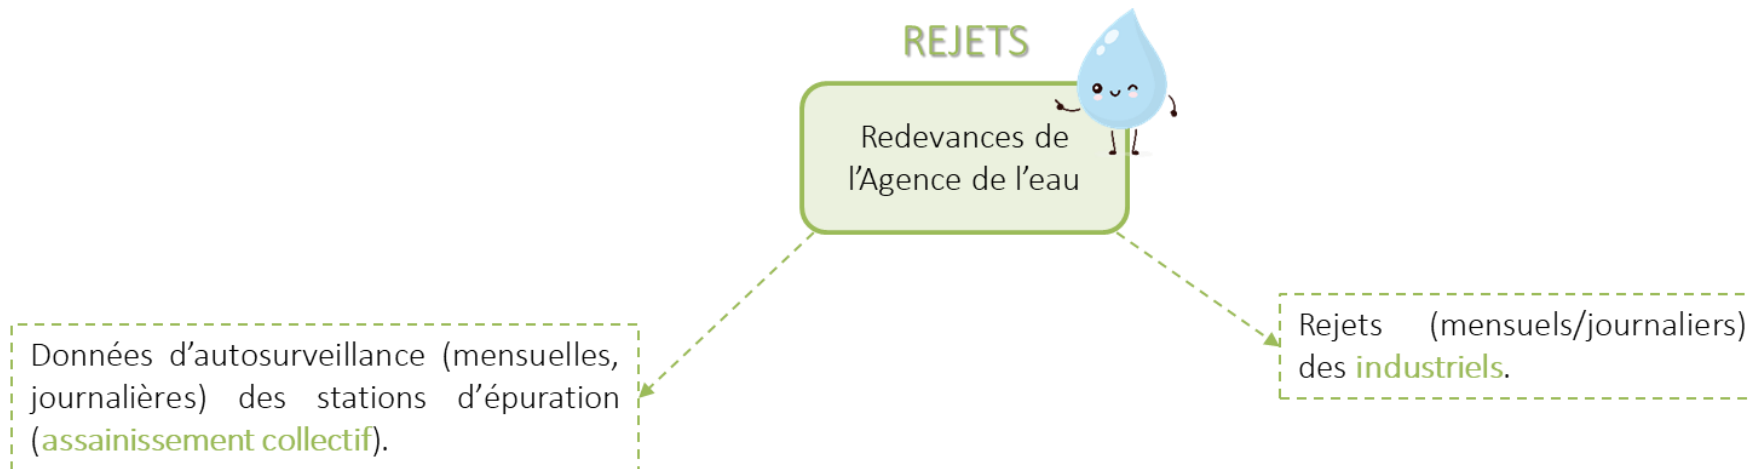 REJETS
Redevances de
l’Agence de l’eau
Données d’autosurveillance (mensuelles,
journalières) des stations d’épuration
(assainissement collectif).
Rejets (mensuels/journaliers)
des industriels.